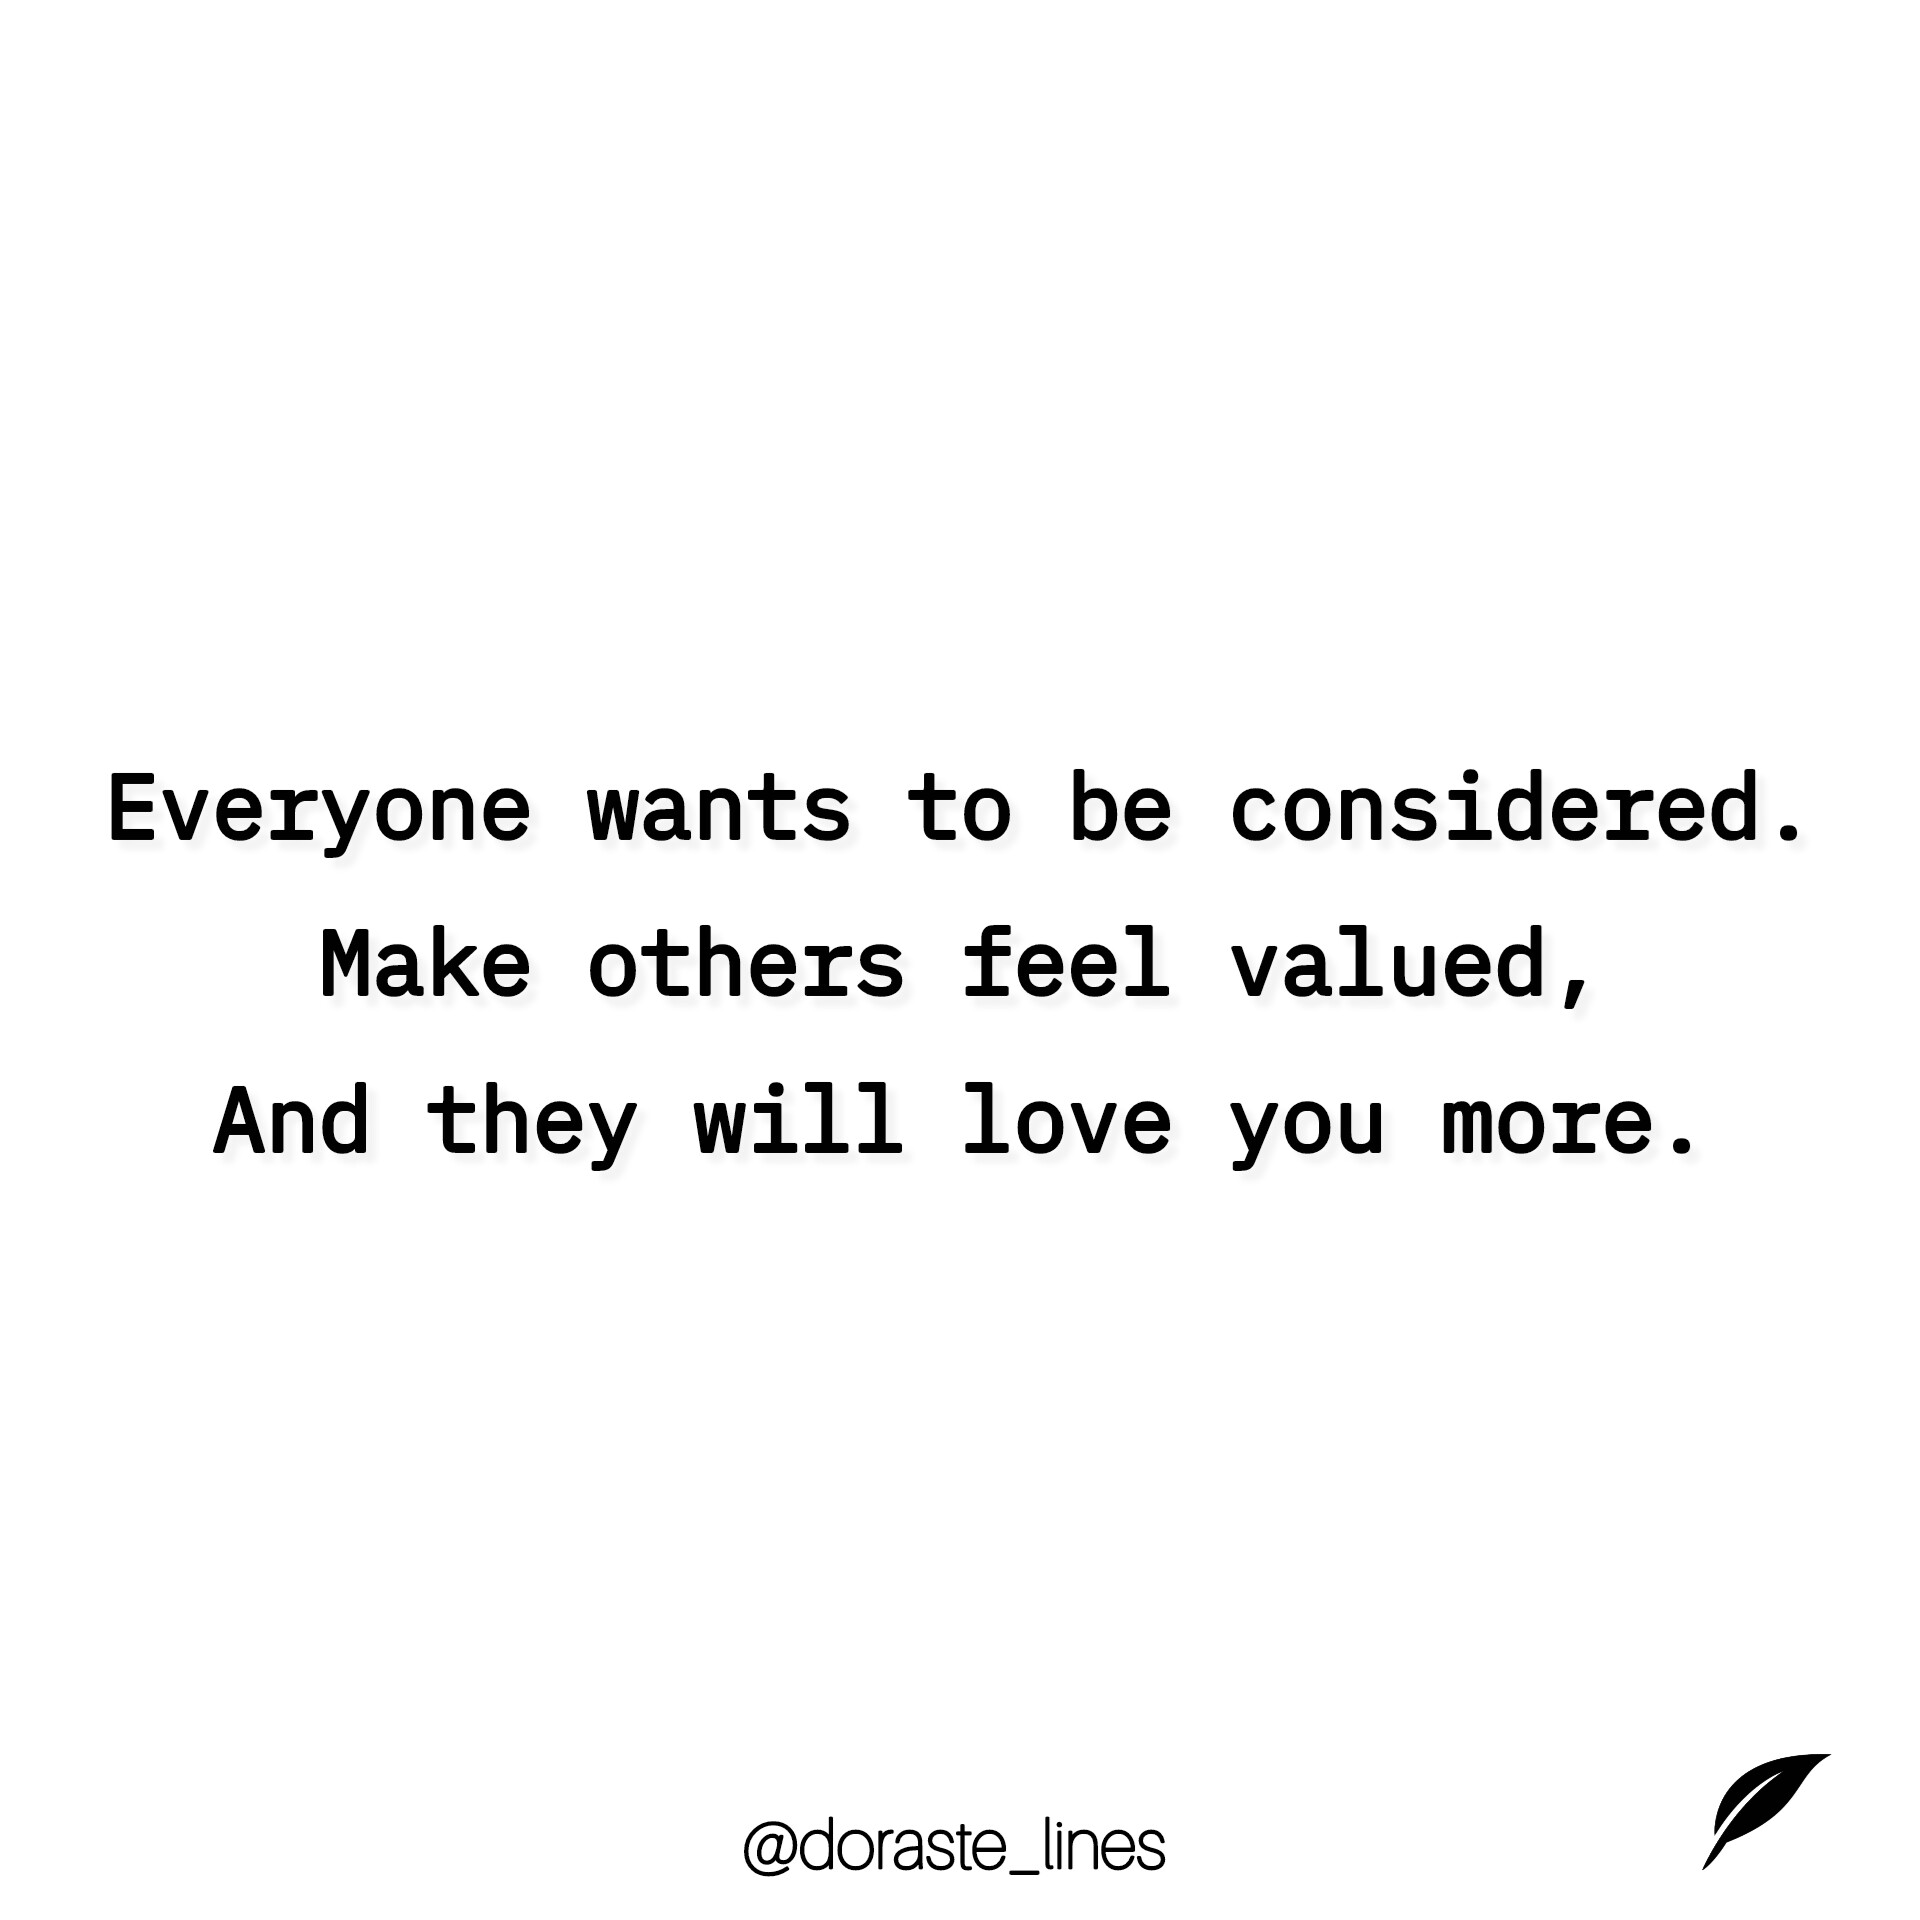 Everyone wants to be considered.
Make others feel valued,
And they will love you more.
@doraste_lines